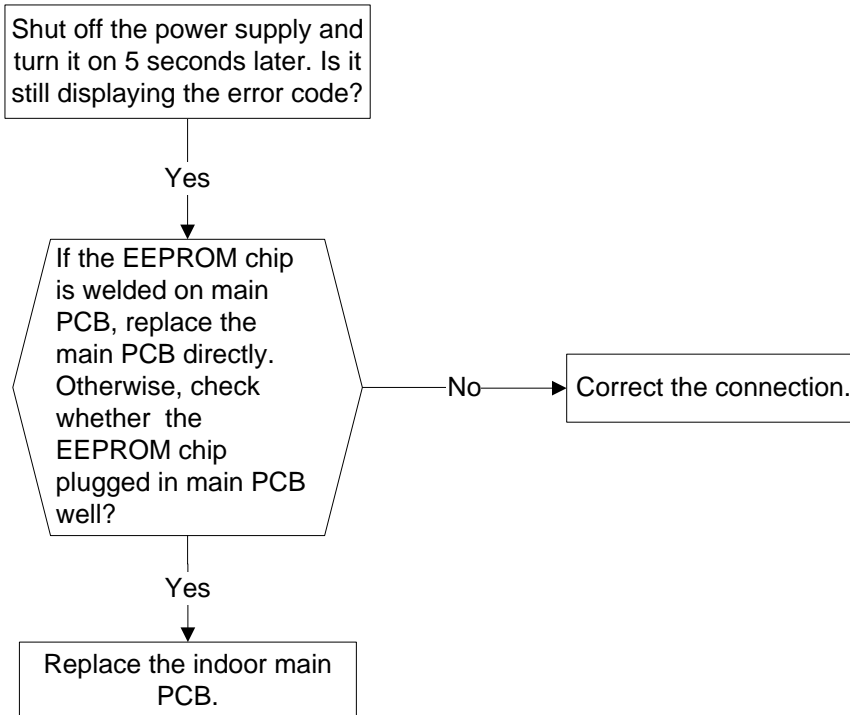 Shut off the power supply and
turn it on 5 seconds later. Is it
still displaying the error code?
Yes
If the EEPROM chip
is welded on main
PCB, replace the
main PCB directly.
Otherwise, check
whether the
EEPROM chip
plugged in main PCB
well?
No
Correct the connection.
Yes
Replace the indoor main
PCB.